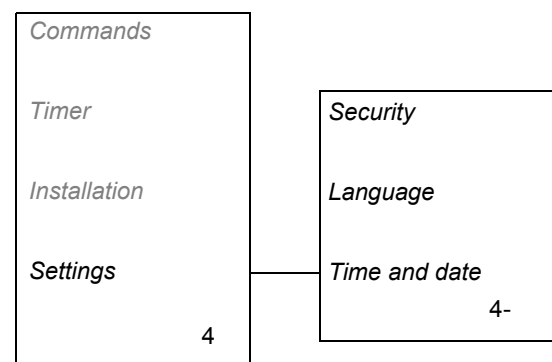 Commands
Timer
Installation
Settings
4
Security
Language
Time and date
4-